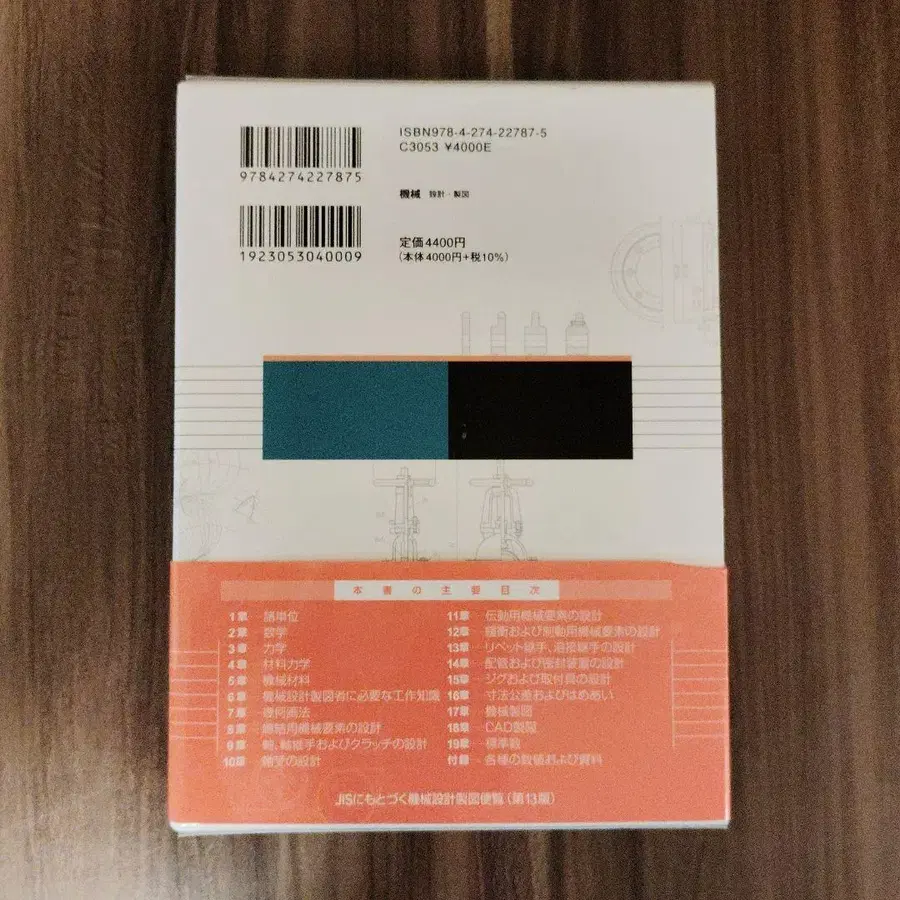 ISBN978-4-274-22787-5
C3053 ¥4000E
9784274227875
機械 設計・製図
1923053040009
定価4400円
(本体4000円+税10%)
本書の主要目次
1章 諸単位
2章 数学
3章 力学
4章 材料力学
5章 機械材料
6章 機械設計製図者に必要な工作知識
7章 幾何画法
8章 締結用機械要素の設計
9章 軸、軸継手およびクラッチの設計
10章 軸受の設計
11章 伝動用機械要素の設計
12章 緩衝および制動用機械要素の設計
13章 リベット継手、溶接継手の設計
14章 配管および密封装置の設計
15章 ジグおよび取付具の設計
16章 寸法公差およびはめあい
17章 機械製図
18章 CAD製図
19章 標準数
付録 各種の数値および資料
JISにもとづく機械設計製図便覧(第13版)